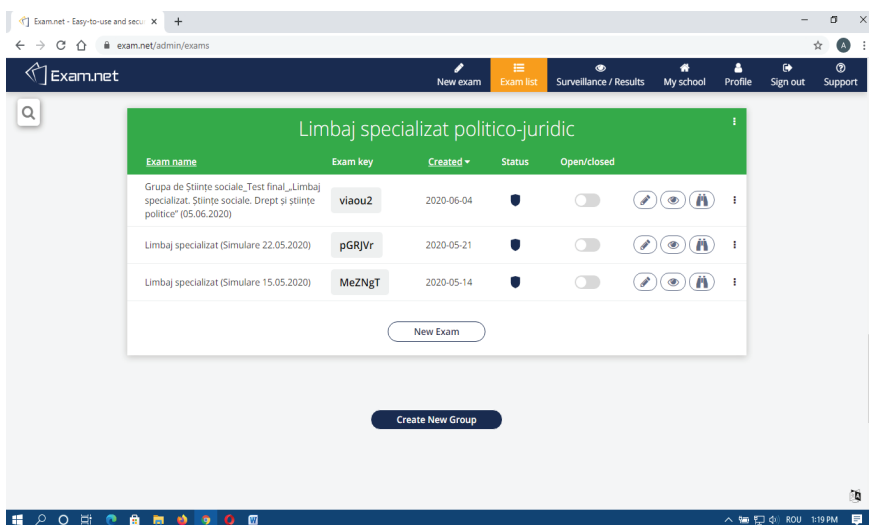 Exam.net - Easy-to-use and secu
exam.net/admin/exams
A
Exam.net
New exam
Exam list
Surveillance / Results
My school
Profile
Sign out
Support
Limbaj specializat politico-juridic
Exam name Exam key Created Status Open/closed
Grupa de Științe sociale_Test final_„Limbaj
specializat. Științe sociale. Drept și științe
politice” (05.06.2020)
viaou2 2020-06-04
Limbaj specializat (Simulare 22.05.2020) pGRJVr 2020-05-21
Limbaj specializat (Simulare 15.05.2020) MeZNgT 2020-05-14
New Exam
Create New Group
ROU 1:19 PM